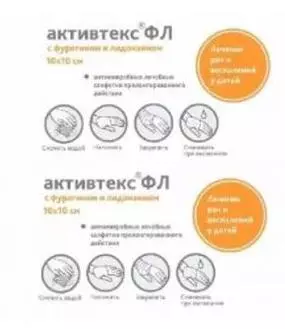 активтекс®ФЛ
с фурагином и лидокаином
10х10 см
антимикробные лечебные
салфетки пролонгированного
действия
Лечение
ран и
воспалений
у детей
Смочить водой
Наложить
Закрепить
Смачивать
при высыхании
активтекс®ФЛ
с фурагином и лидокаином
10х10 см
антимикробные лечебные
салфетки пролонгированного
действия
Лечение
ран и
воспалений
у детей
Смочить водой
Наложить
Закрепить
Смачивать
при высыхании